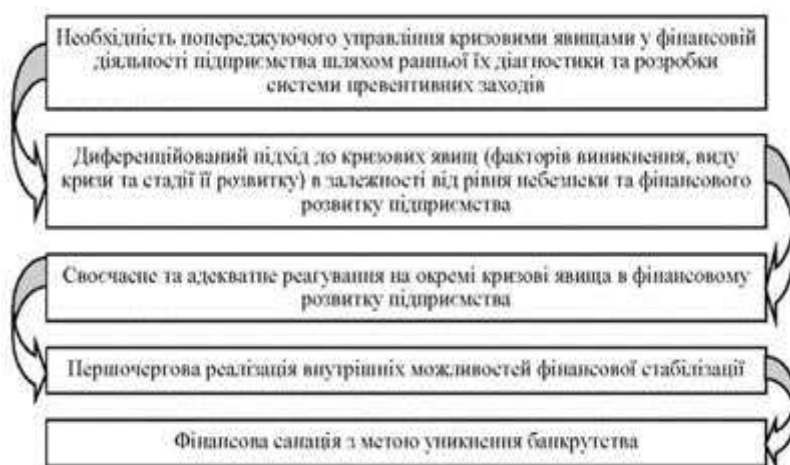 Необхідність попереджуючого управління кризовими явищами у фінансовій
діяльності підприємства шляхом ранньої їх діагностики та розробки
системи превентивних заходів
Диференційований підхід до кризових явищ (факторів виникнення, виду
кризи та стадії її розвитку) в залежності від рівня небезпеки та фінансового
розвитку підприємства
Своєчасне та адекватне реагування на окремі кризові явища в фінансовому
розвитку підприємства
Першочергова реалізація внутрішніх можливостей фінансової стабілізації
Фінансова санація з метою уникнення банкрутства